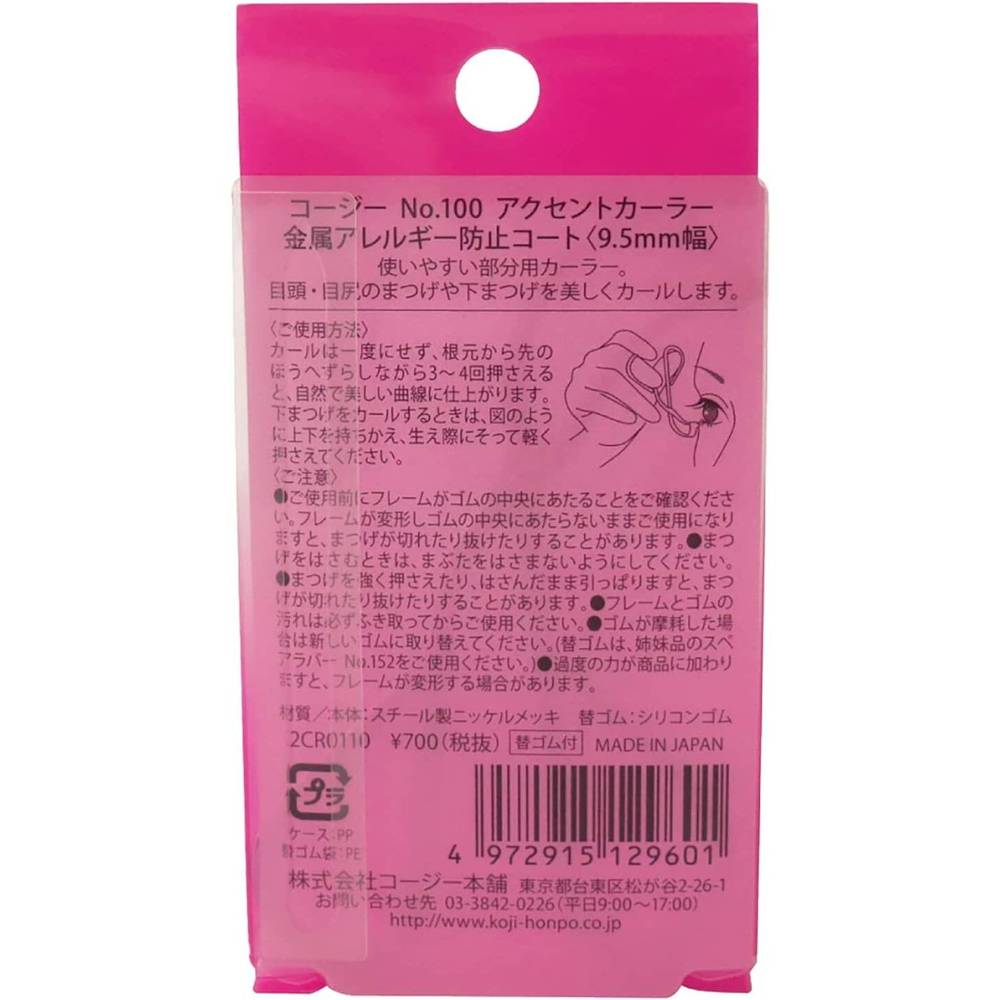 コージー No.100 アクセントカーラー
金属アレルギー防止コート〈9.5mm幅〉
使いやすい部分用カーラー。
目頭・目尻のまつげや下まつげを美しくカールします。
〈ご使用方法〉
カールは一度にせず、根元から先の
ほうへずらしながら3〜4回押さえる
と、自然で美しい曲線に仕上がります。
下まつげをカールするときは、図のよう
に上下を持ちかえ、生え際にそって軽く
押さえてください。
〈ご注意〉
●ご使用前にフレームがゴムの中央にあたることをご確認くださ
い。フレームが変形しゴムの中央にあたらないままご使用になり
ますと、まつげが切れたり抜けたりすることがあります。●まつ
げをはさむときは、まぶたをはさまないようにしてください。
●まつげを強く押さえたり、はさんだまま引っぱりますと、まつ
げが切れたり抜けたりすることがあります。●フレームとゴムの
汚れは必ずふき取ってからご使用ください。●ゴムが摩耗した場
合は新しいゴムに取り替えてください。(替ゴムは、姉妹品のスペ
アラバー No.152をご使用ください。)●過度の力が商品に加わり
ますと、フレームが変形する場合があります。
材質／本体：スチール製ニッケルメッキ 替ゴム：シリコンゴム
2CR0110 ¥700(税抜) 替ゴム付 MADE IN JAPAN
プラ
ケース：PP
替ゴム袋：PE
4 972915 129601
株式会社コージー本舗 東京都台東区松が谷2-26-1
お問い合わせ先 03-3842-0226(平日9:00〜17:00)
http://www.koji-honpo.co.jp